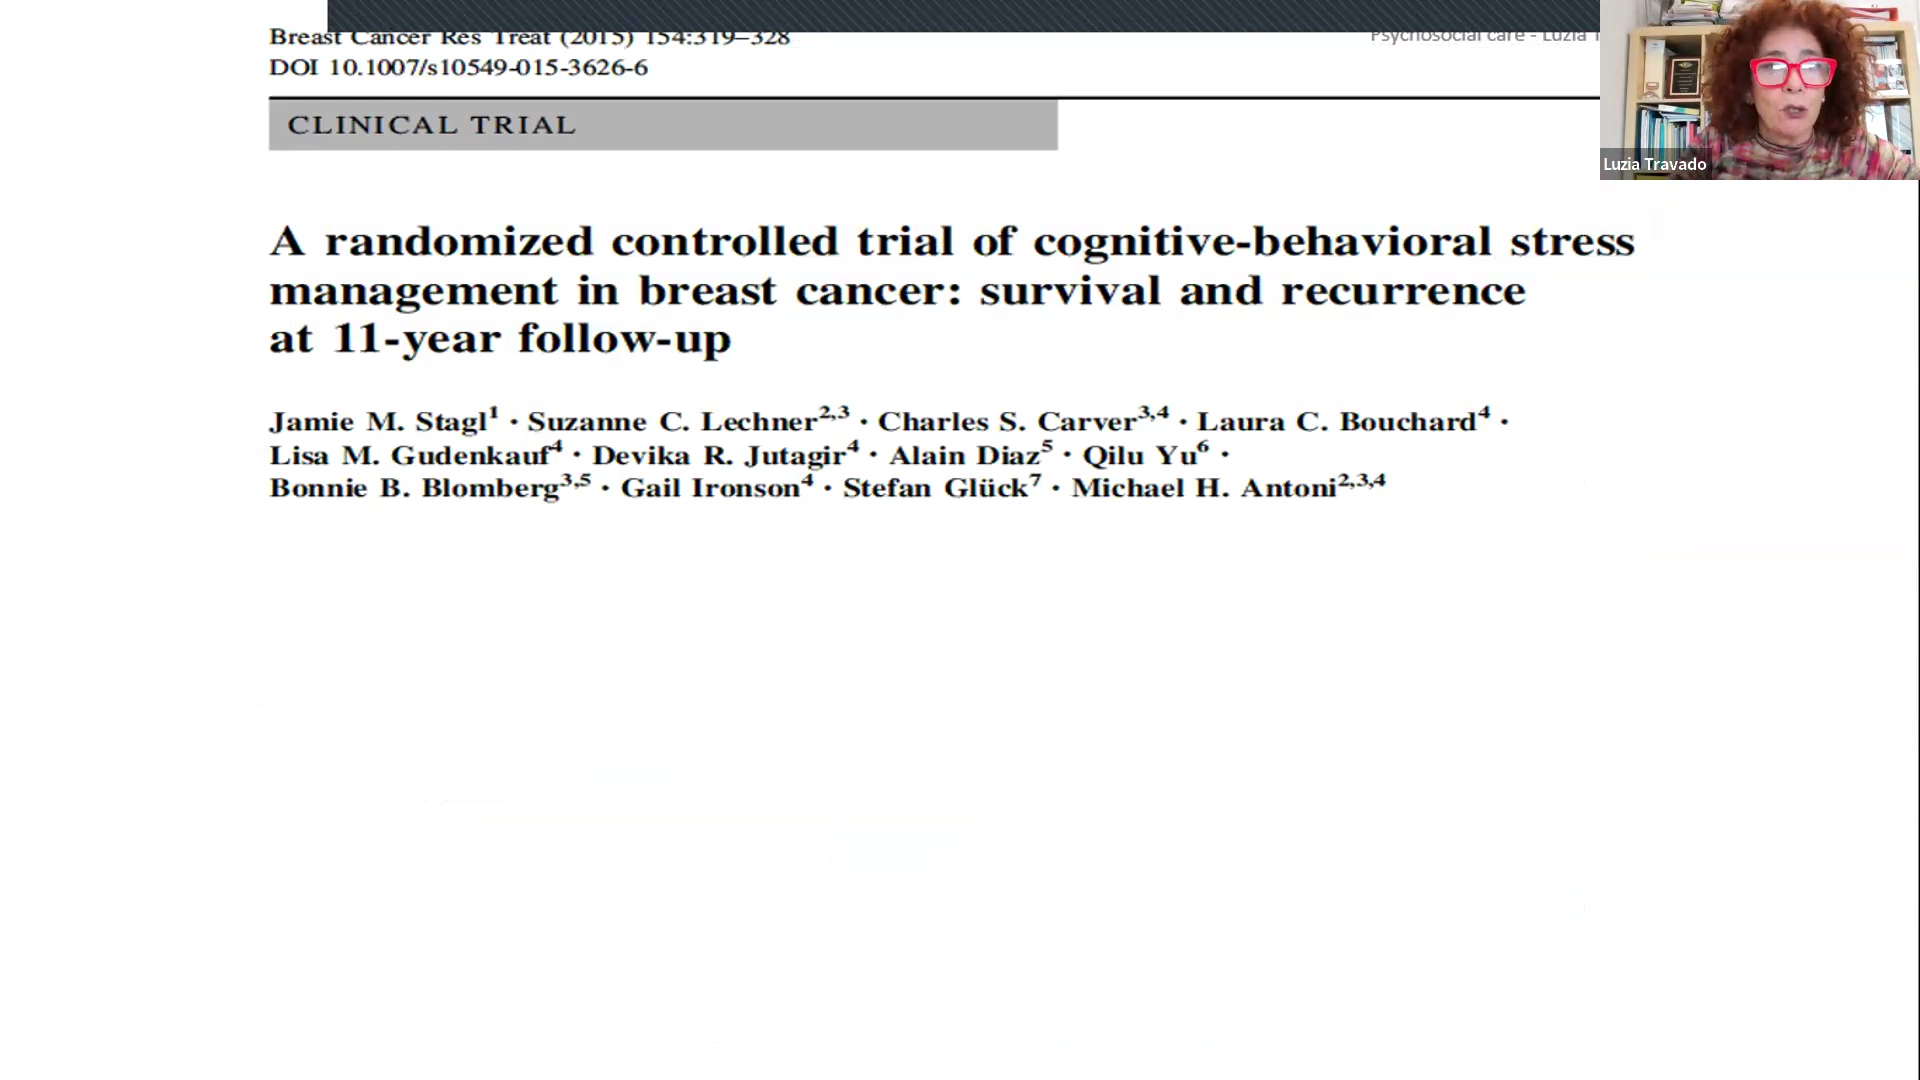 Breast Cancer Res Treat (2015) 154:319–328
Psychosocial care - Luzia
DOI 10.1007/s10549-015-3626-6
CLINICAL TRIAL
Luzia Travado
A randomized controlled trial of cognitive-behavioral stress
management in breast cancer: survival and recurrence
at 11-year follow-up
Jamie M. Stagl1 · Suzanne C. Lechner2,3 · Charles S. Carver3,4 · Laura C. Bouchard4 ·
Lisa M. Gudenkauf4 · Devika R. Jutagir4 · Alain Diaz5 · Qilu Yu6 ·
Bonnie B. Blomberg3,5 · Gail Ironson4 · Stefan Glück7 · Michael H. Antoni2,3,4